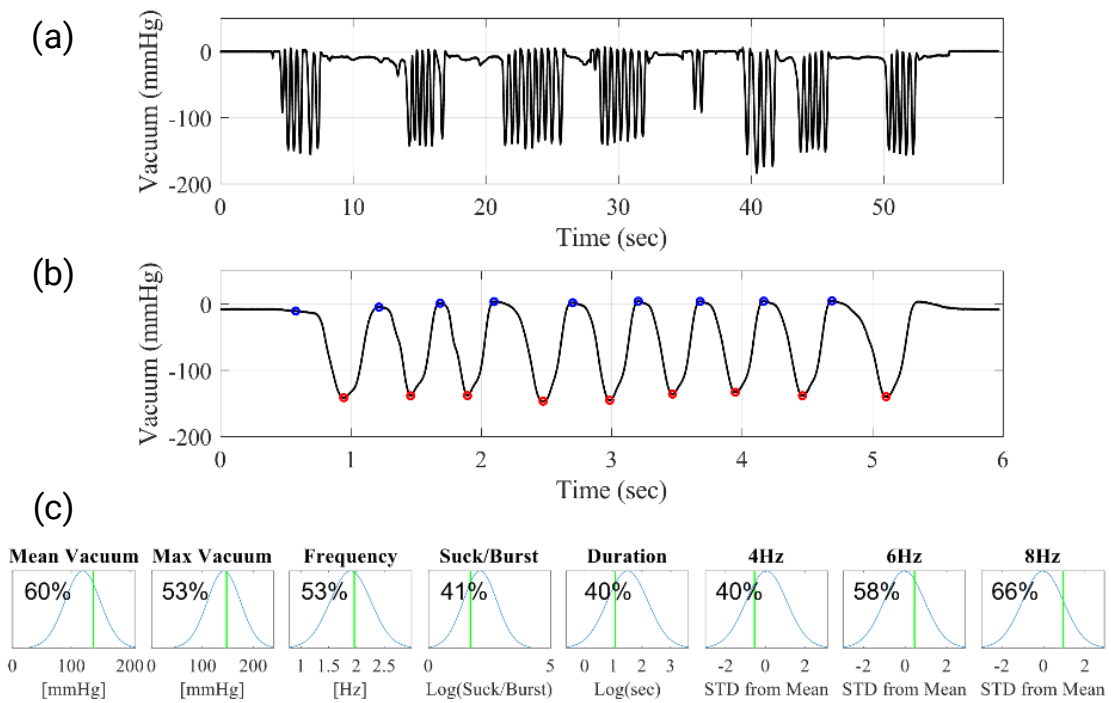 (a)
Vacuum (mmHg)
0
-100
-200
0 10 20 30 40 50
Time (sec)
(b)
Vacuum (mmHg)
0
-100
-200
0 1 2 3 4 5 6
Time (sec)
(c)
Mean Vacuum Max Vacuum Frequency Suck/Burst Duration 4Hz 6Hz 8Hz
60% 53% 53% 41% 40% 40% 58% 66%
0 100 200 0 100 200 1 1.5 2 2.5 0 5 0 1 2 3 -2 0 2 -2 0 2 -2 0 2
[mmHg] [mmHg] [Hz] Log(Suck/Burst) Log(sec) STD from Mean STD from Mean STD from Mean